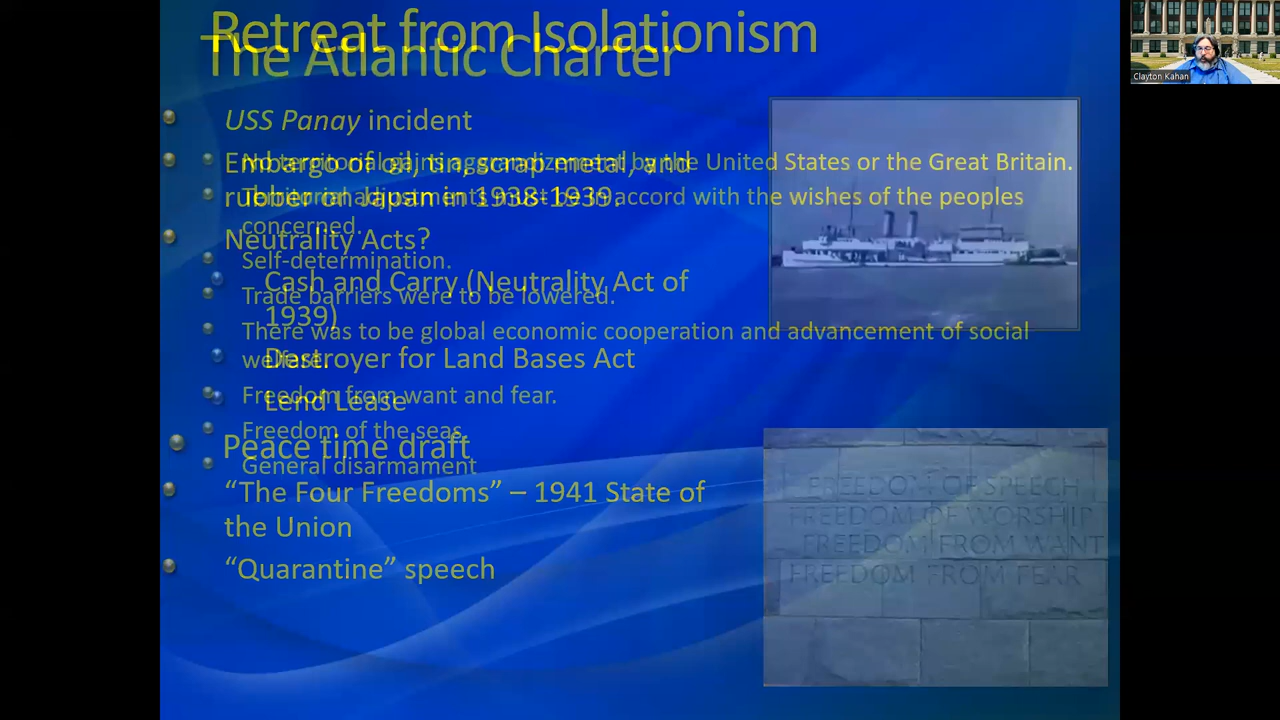 Retreat from Isolationism
The Atlantic Charter
USS Panay incident
Embargo of oil, tin, scrap metal, and
rubber on Japan in 1938-1939.
Neutrality Acts?
Cash and Carry (Neutrality Act of
1939)
Destroyer for Land Bases Act
Lend Lease
Peace time draft
“The Four Freedoms” – 1941 State of
the Union
“Quarantine” speech
No territorial gains aggrandizement by the United States or the Great Britain.
Territorial adjustments must be in accord with the wishes of the peoples
concerned.
Self-determination.
Trade barriers were to be lowered.
There was to be global economic cooperation and advancement of social
welfare.
Freedom from want and fear.
Freedom of the seas.
General disarmament
FREEDOM OF SPEECH
FREEDOM OF WORSHIP
FREEDOM FROM WANT
FREEDOM FROM FEAR
Clayton Kahan